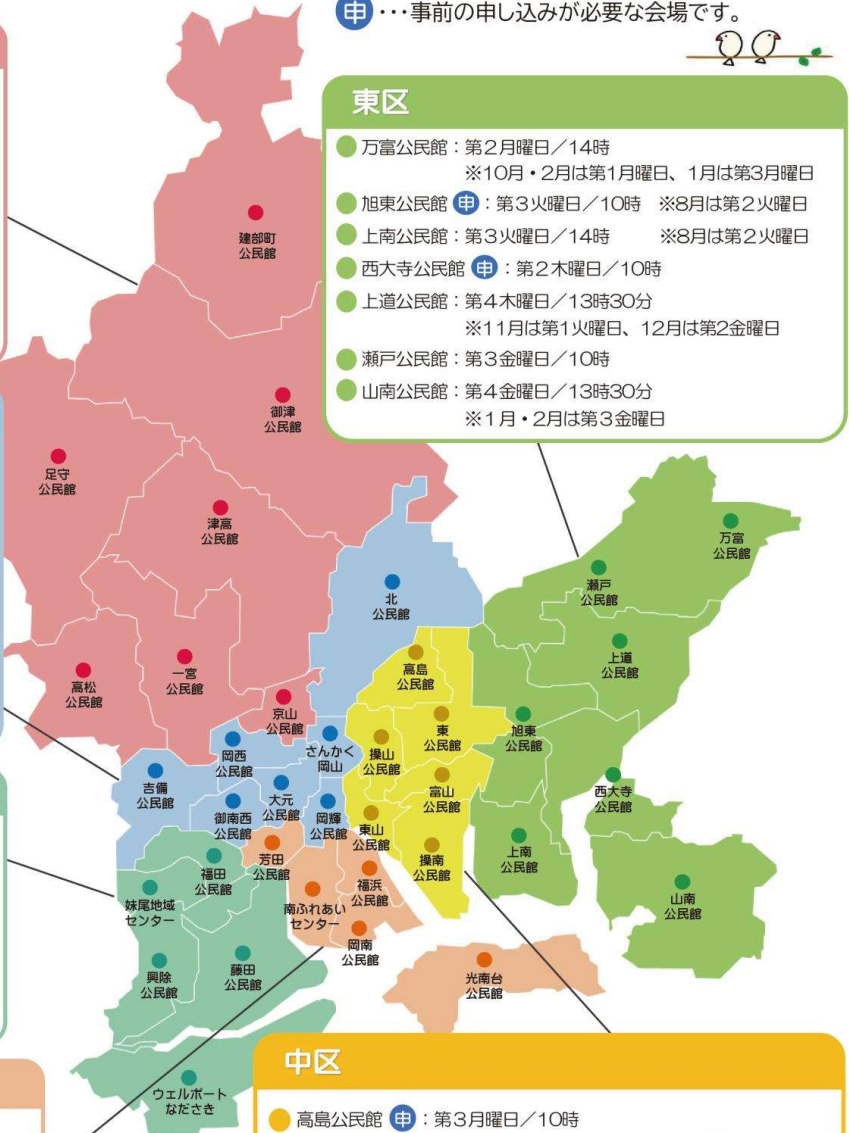 申・・・事前の申し込みが必要な会場です。
東区
万富公民館：第2月曜日／14時
※10月・2月は第1月曜日、1月は第3月曜日
旭東公民館 申：第3火曜日／10時 ※8月は第2火曜日
上南公民館：第3火曜日／14時 ※8月は第2火曜日
西大寺公民館 申：第2木曜日／10時
上道公民館：第4木曜日／13時30分
※11月は第1火曜日、12月は第2金曜日
瀬戸公民館：第3金曜日／10時
山南公民館：第4金曜日／13時30分
※1月・2月は第3金曜日
建部町
公民館
御津
公民館
足守
公民館
津高
公民館
万富
公民館
瀬戸
公民館
北
公民館
上道
公民館
高島
公民館
一宮
公民館
高松
公民館
京山
公民館
東
公民館
旭東
公民館
さんかく
岡山
操山
公民館
岡西
公民館
吉備
公民館
富山
公民館
西大寺
公民館
大元
公民館
御南西
公民館
岡輝
公民館
東山
公民館
上南
公民館
操南
公民館
芳田
公民館
福田
公民館
福浜
公民館
山南
公民館
妹尾地域
センター
南ふれあい
センター
岡南
公民館
興除
公民館
藤田
公民館
光南台
公民館
ウェルポート
なださき
中区
高島公民館 申：第3月曜日／10時